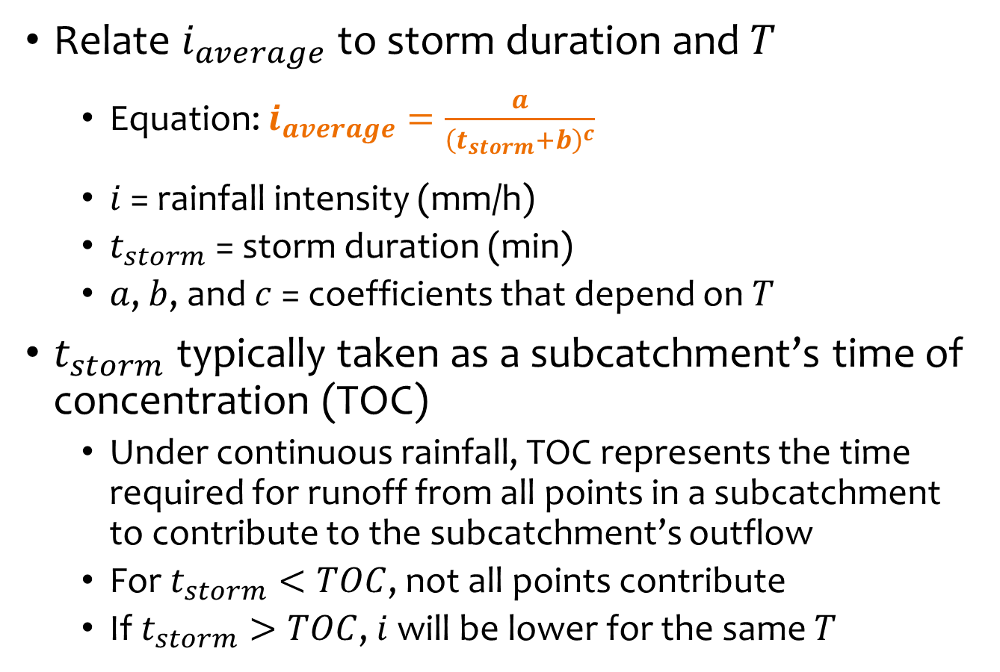 • Relate $i_{average}$ to storm duration and $T$
• Equation: $i_{average} = \frac{a}{(t_{storm}+b)^c}$
• $i$ = rainfall intensity (mm/h)
• $t_{storm}$ = storm duration (min)
• $a$, $b$, and $c$ = coefficients that depend on $T$
• $t_{storm}$ typically taken as a subcatchment’s time of
concentration (TOC)
• Under continuous rainfall, TOC represents the time
required for runoff from all points in a subcatchment
to contribute to the subcatchment’s outflow
• For $t_{storm} < TOC$, not all points contribute
• If $t_{storm} > TOC$, $i$ will be lower for the same $T$